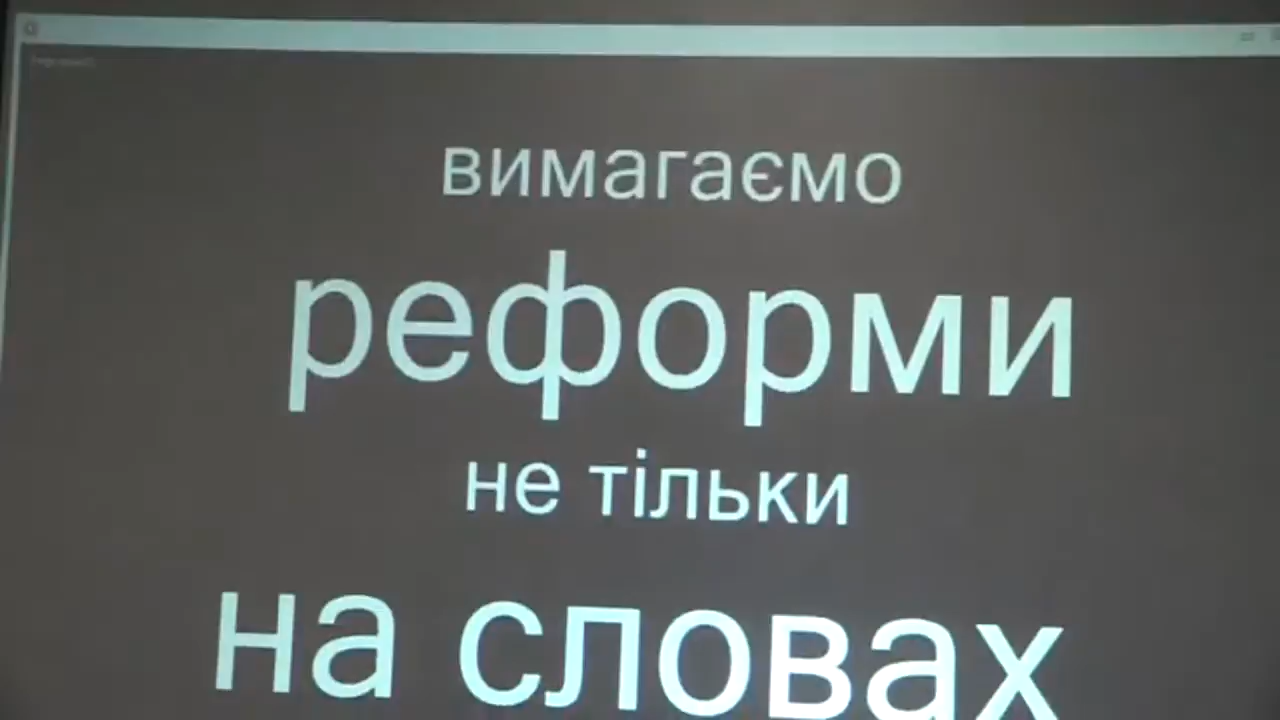 вимагаємо
реформи
не тільки
на словах